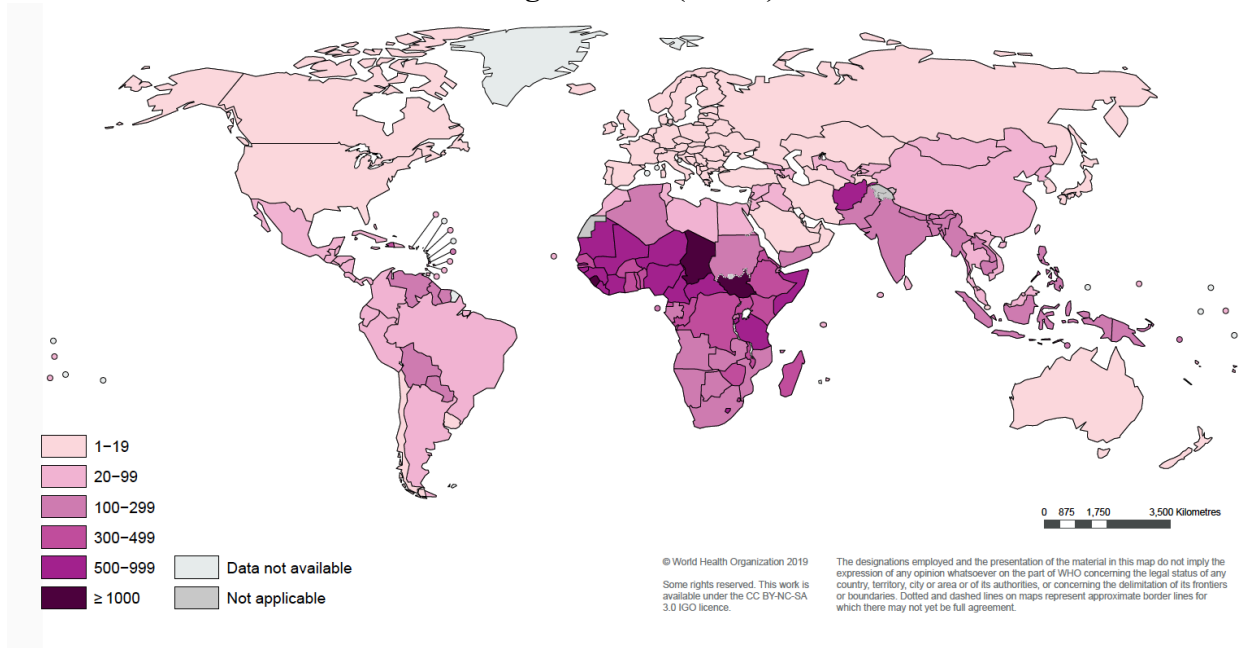 1−19
20−99
100−299
300−499
500−999
≥ 1000
Data not available
Not applicable
0 875 1,750 3,500 Kilometres
© World Health Organization 2019
Some rights reserved. This work is
available under the CC BY-NC-SA
3.0 IGO licence.
The designations employed and the presentation of the material in this map do not imply the
expression of any opinion whatsoever on the part of WHO concerning the legal status of any
country, territory, city or area or of its authorities, or concerning the delimitation of its frontiers
or boundaries. Dotted and dashed lines on maps represent approximate border lines for
which there may not yet be full agreement.